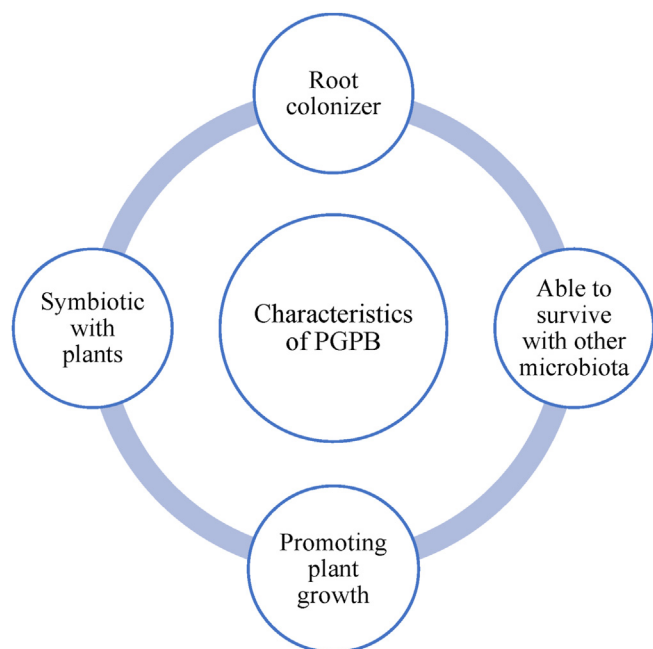 Root
colonizer
Symbiotic
with
plants
Characteristics
of PGPB
Able to
survive
with other
microbiota
Promoting
plant
growth